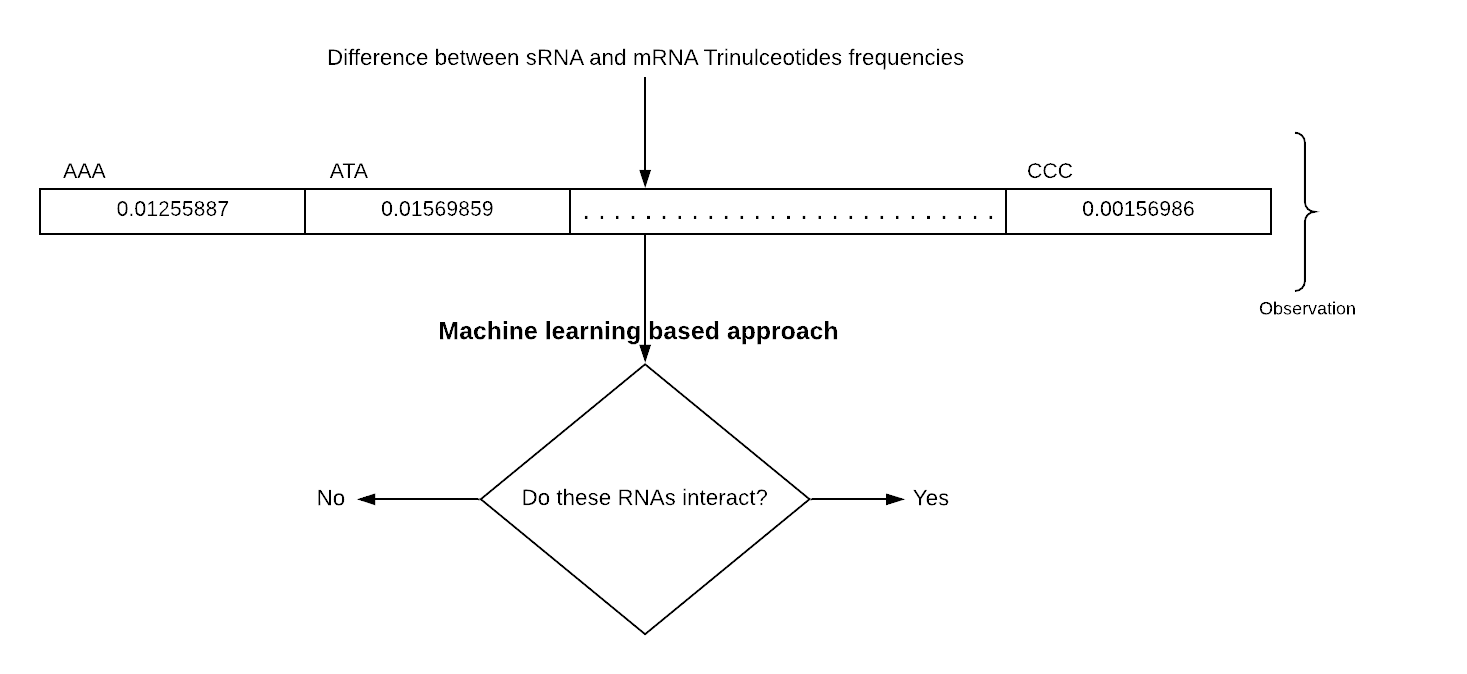 Difference between sRNA and mRNA Trinulceotides frequencies
AAA ATA CCC
0.01255887 0.01569859 . . . . . . . . . . . . . . . . . . . . . . . . . . . 0.00156986
Observation
Machine learning based approach
No Do these RNAs interact? Yes